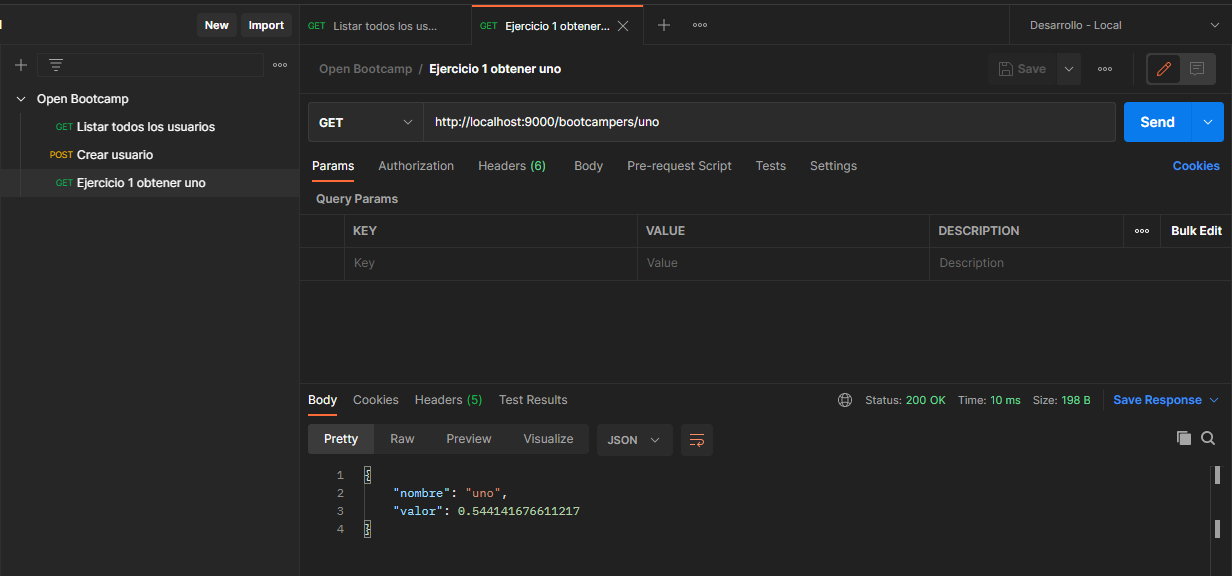 New Import
GET Listar todos los us...
GET Ejercicio 1 obtener...
Desarrollo - Local
Open Bootcamp / Ejercicio 1 obtener uno
Save
Open Bootcamp
GET Listar todos los usuarios
POST Crear usuario
GET Ejercicio 1 obtener uno
GET http://localhost:9000/bootcampers/uno Send
Params Authorization Headers (6) Body Pre-request Script Tests Settings Cookies
Query Params
KEY VALUE DESCRIPTION Bulk Edit
Key Value Description
Body Cookies Headers (5) Test Results Status: 200 OK Time: 10 ms Size: 198 B Save Response
Pretty Raw Preview Visualize JSON
1 {
2 "nombre": "uno",
3 "valor": 0.544141676611217
4 }